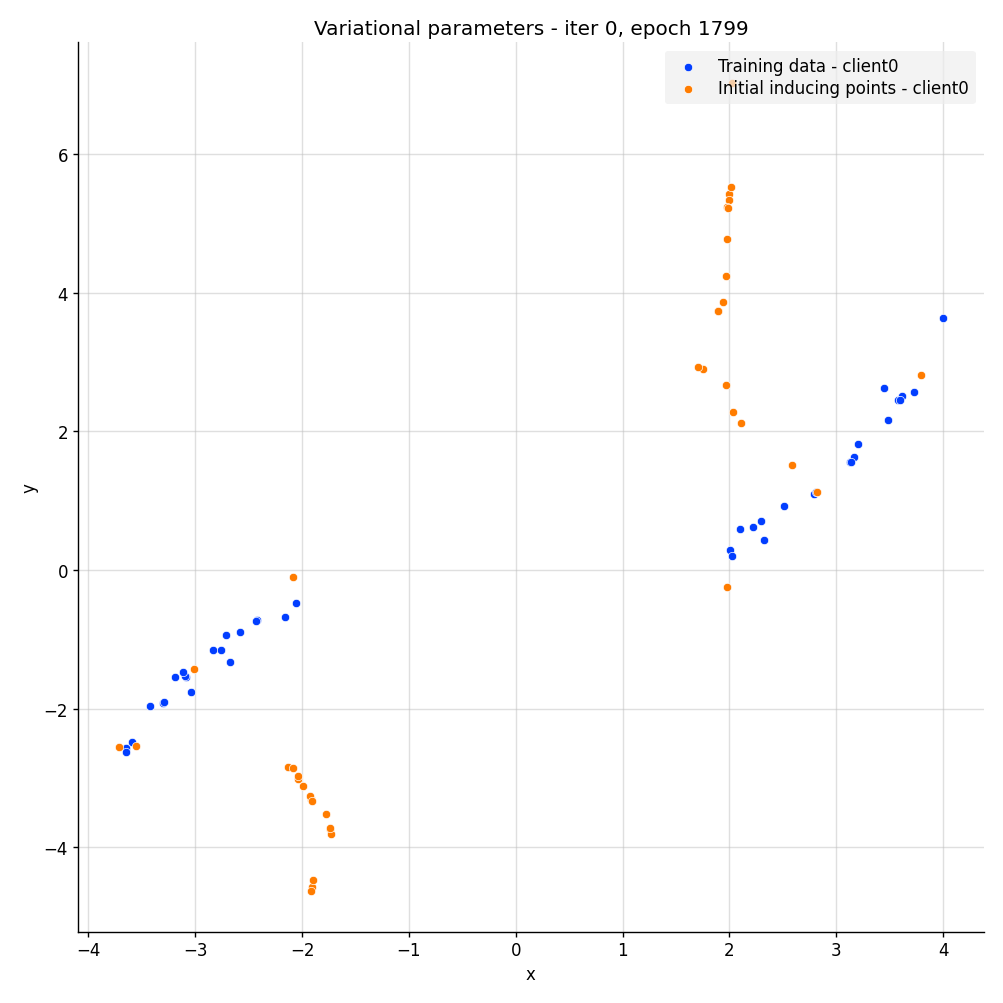 Variational parameters - iter 0, epoch 1799
Training data - client0
Initial inducing points - client0
6
4
2
0
−2
−4
y
−4 −3 −2 −1 0 1 2 3 4
x